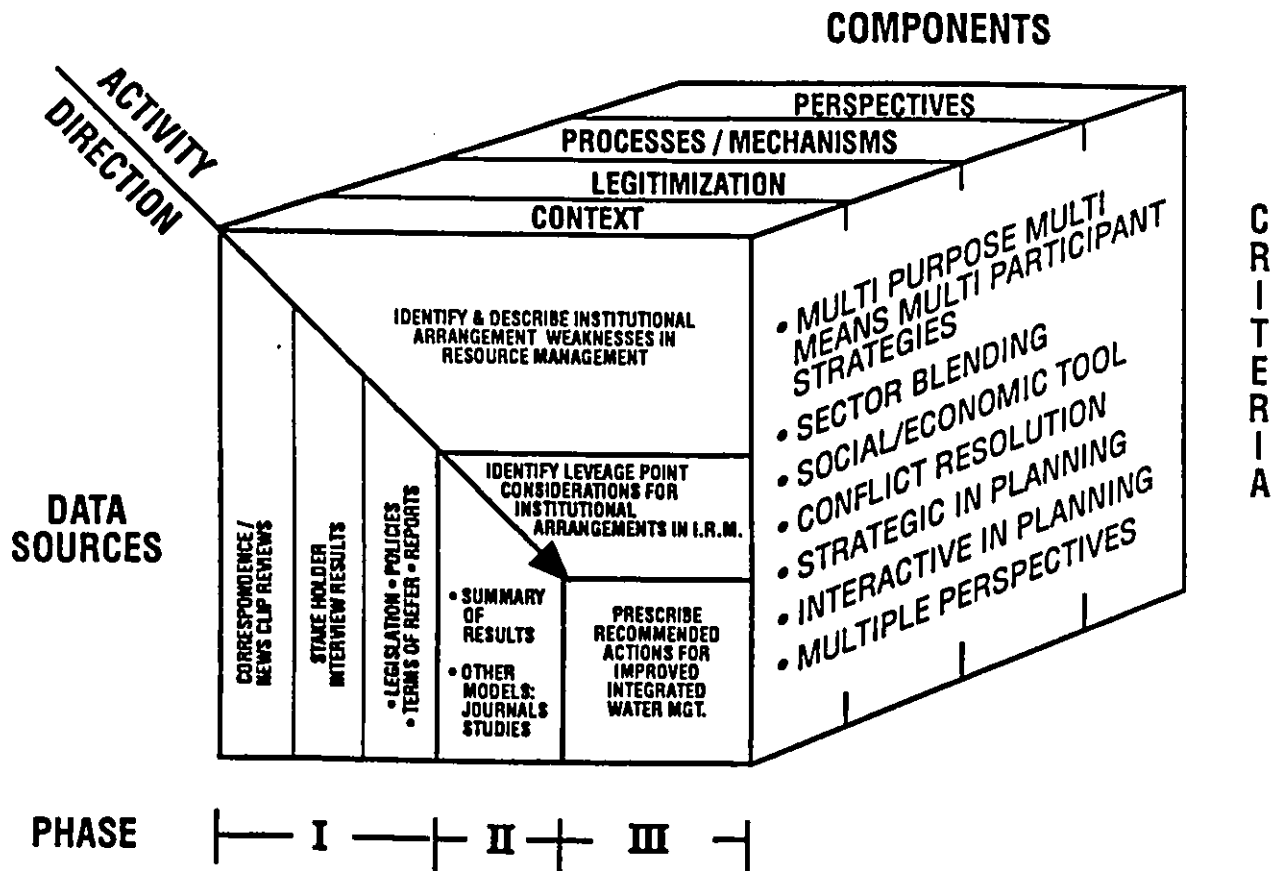 COMPONENTS
ACTIVITY
DIRECTION
PERSPECTIVES
PROCESSES / MECHANISMS
LEGITIMIZATION
CONTEXT
IDENTIFY & DESCRIBE INSTITUTIONAL
ARRANGEMENT WEAKNESSES IN
RESOURCE MANAGEMENT
IDENTIFY LEVEAGE POINT
CONSIDERATIONS FOR
INSTITUTIONAL
ARRANGEMENTS IN I.R.M.
PRESCRIBE
RECOMMENDED
ACTIONS FOR
IMPROVED
INTEGRATED
WATER MGT.
DATA
SOURCES
CORRESPONDENCE/
NEWS CLIP REVIEWS
STAKE HOLDER
INTERVIEW RESULTS
• LEGISLATION • POLICIES
• TERMS OF REFER • REPORTS
• SUMMARY
OF
RESULTS
• OTHER
MODELS:
JOURNALS
STUDIES
• MULTI PURPOSE MULTI
MEANS MULTI PARTICIPANT
STRATEGIES
• SECTOR BLENDING
• SOCIAL/ECONOMIC TOOL
• CONFLICT RESOLUTION
• STRATEGIC IN PLANNING
• INTERACTIVE IN PLANNING
• MULTIPLE PERSPECTIVES
CRITERIA
PHASE
I
II
III